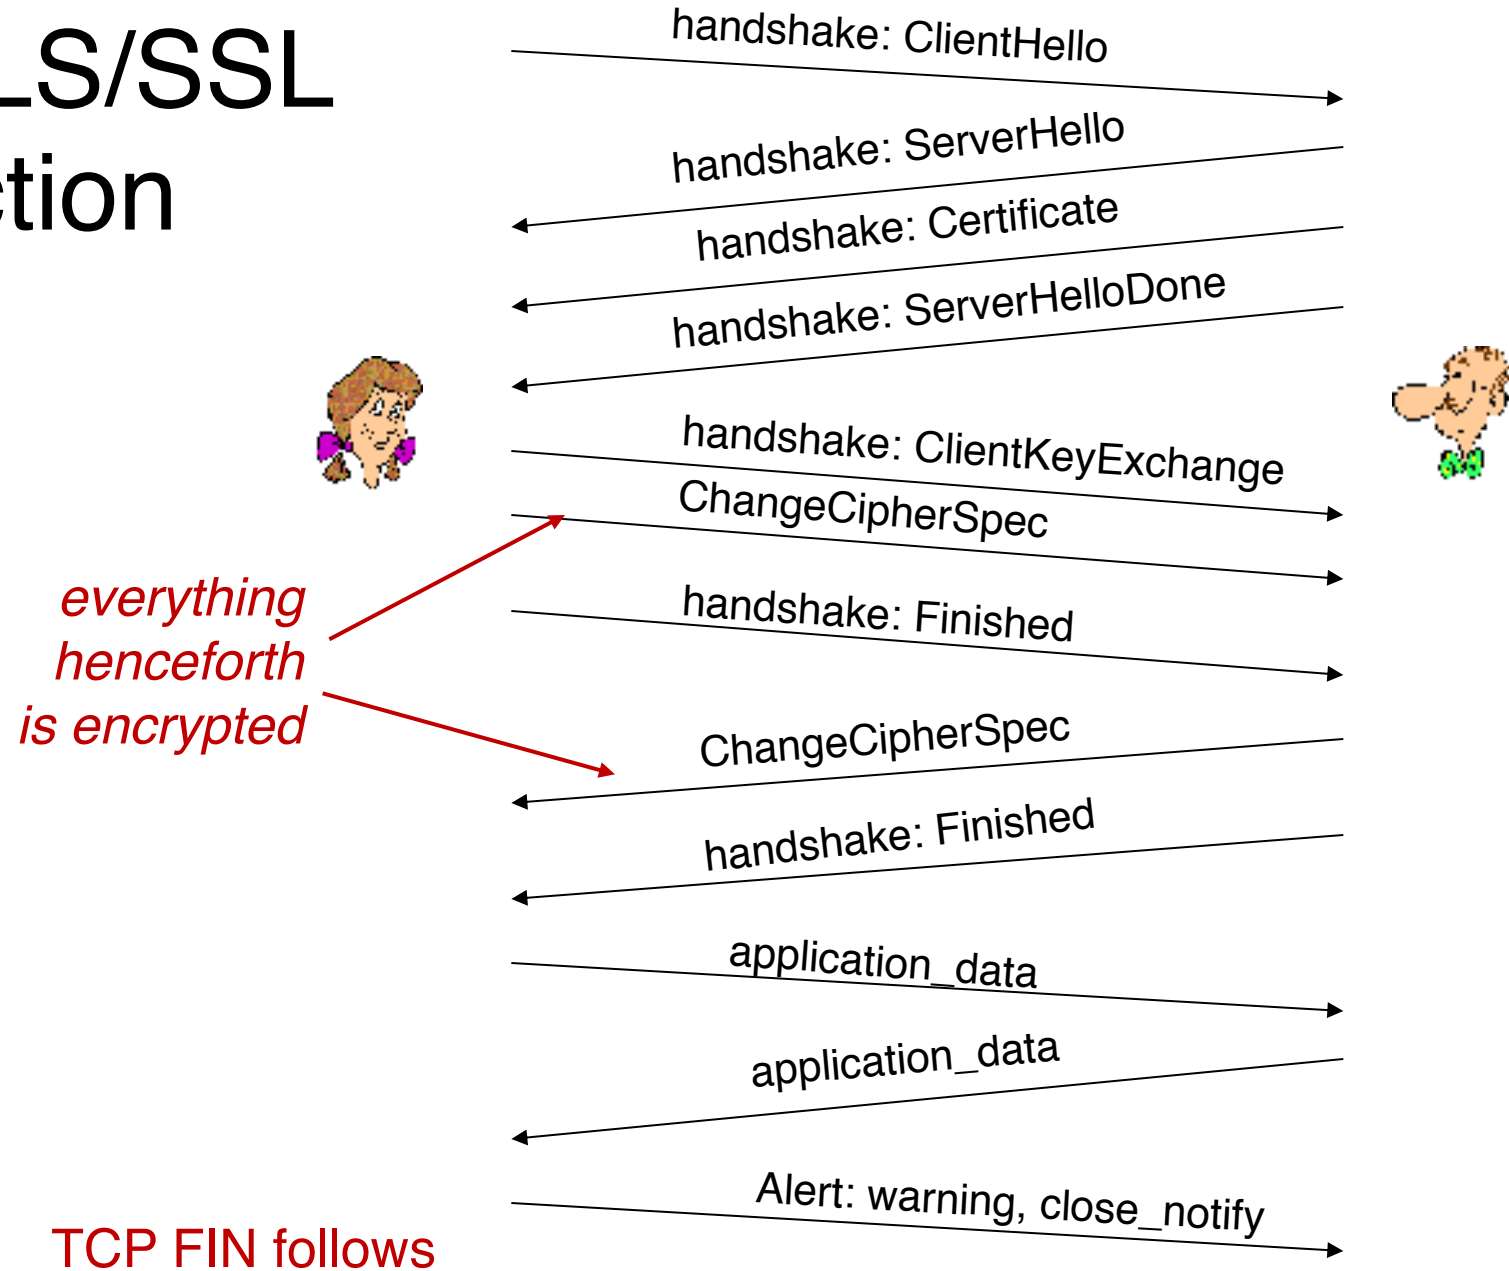 LS/SSL
ction
handshake: ClientHello
handshake: ServerHello
handshake: Certificate
handshake: ServerHelloDone
handshake: ClientKeyExchange
ChangeCipherSpec
everything
henceforth
is encrypted
handshake: Finished
ChangeCipherSpec
handshake: Finished
application_data
application_data
Alert: warning, close_notify
TCP FIN follows